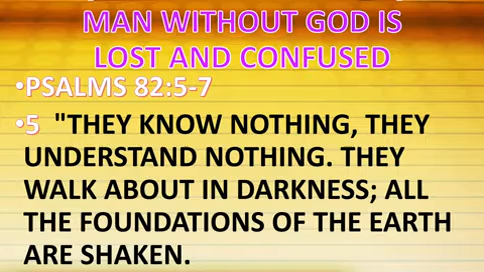 MAN WITHOUT GOD IS
LOST AND CONFUSED
•PSALMS 82:5-7
•5 "THEY KNOW NOTHING, THEY
UNDERSTAND NOTHING. THEY
WALK ABOUT IN DARKNESS; ALL
THE FOUNDATIONS OF THE EARTH
ARE SHAKEN.